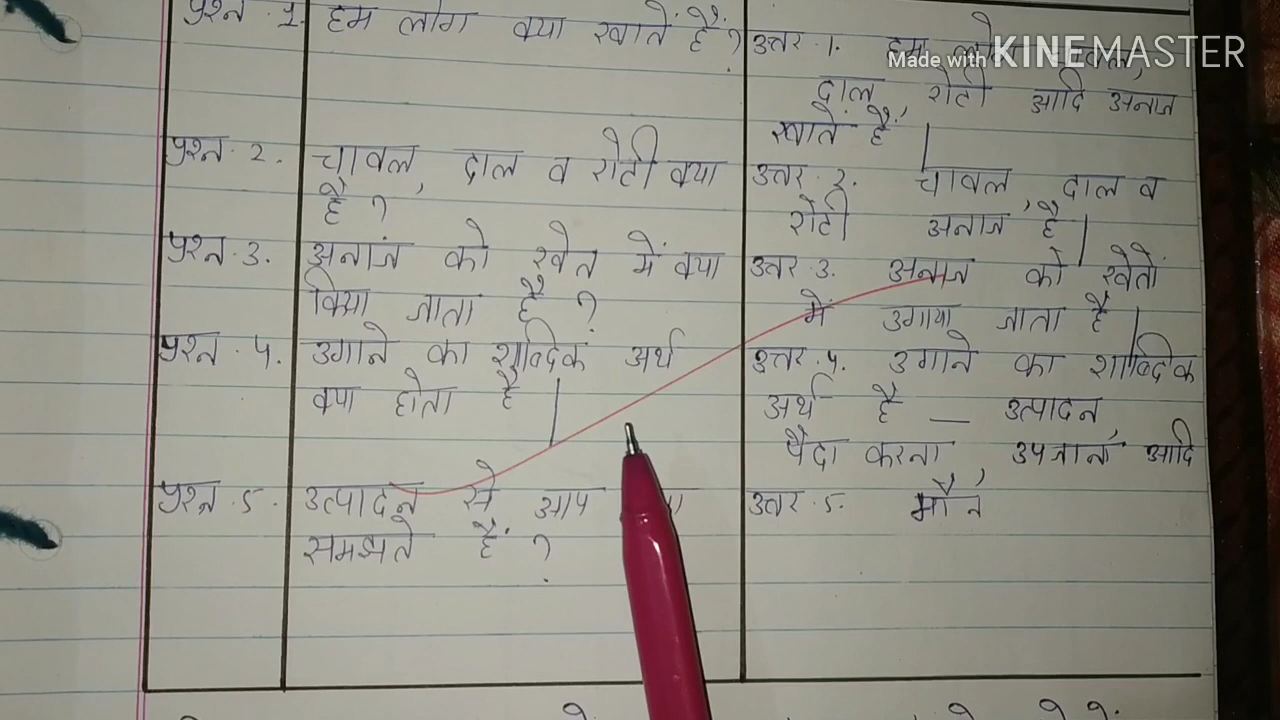 प्रश्न . 1. हम लोग क्या खाते हैं ?
उत्तर . 1. हम
दाल, रोटी आदि अनाज
खाते हैं |
Made with KINEMASTER
प्रश्न . 2. चावल, दाल व रोटी क्या
है ?
उत्तर . 2. चावल, दाल व
रोटी अनाज है |
प्रश्न . 3. अनाज को खेत में क्या
किया जाता है ?
उत्तर . 3. अनाज को खेतों
में उगाया जाता है |
प्रश्न . 4. उगाने का शाब्दिक अर्थ
क्या होता है |
उत्तर . 4. उगाने का शाब्दिक
अर्थ है — उत्पादन,
पैदा करना, उपजाना आदि
प्रश्न . 5. उत्पादन से आप
समझते हैं ?
उत्तर . 5. मौन